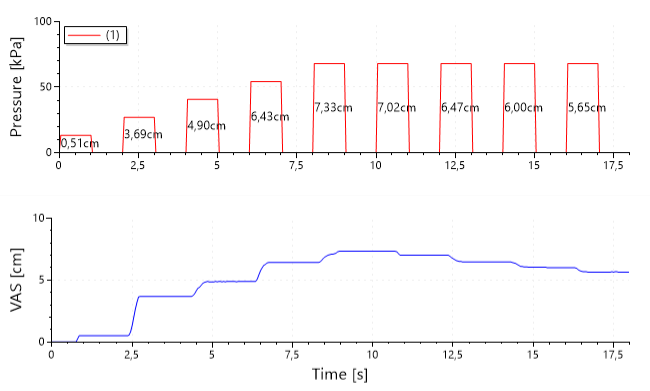 100
(1)
Pressure [kPa]
50
7,33cm 7,02cm 6,47cm 6,00cm 5,65cm
6,43cm
4,90cm
3,69cm
0,51cm
0
0 2,5 5 7,5 10 12,5 15 17,5
10
VAS [cm]
5
0
0 2,5 5 7,5 10 12,5 15 17,5
Time [s]